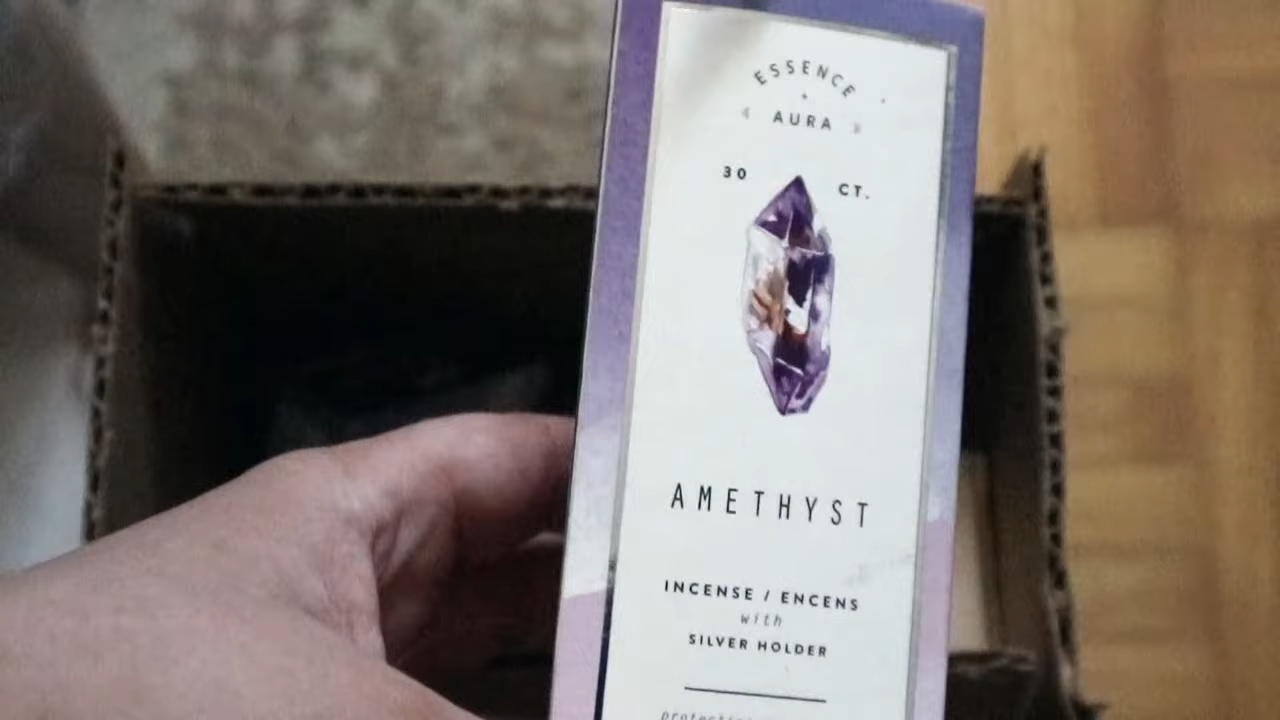 ESSENCE
+
AURA
30 CT.
AMETHYST
INCENSE / ENCENS
with
SILVER HOLDER